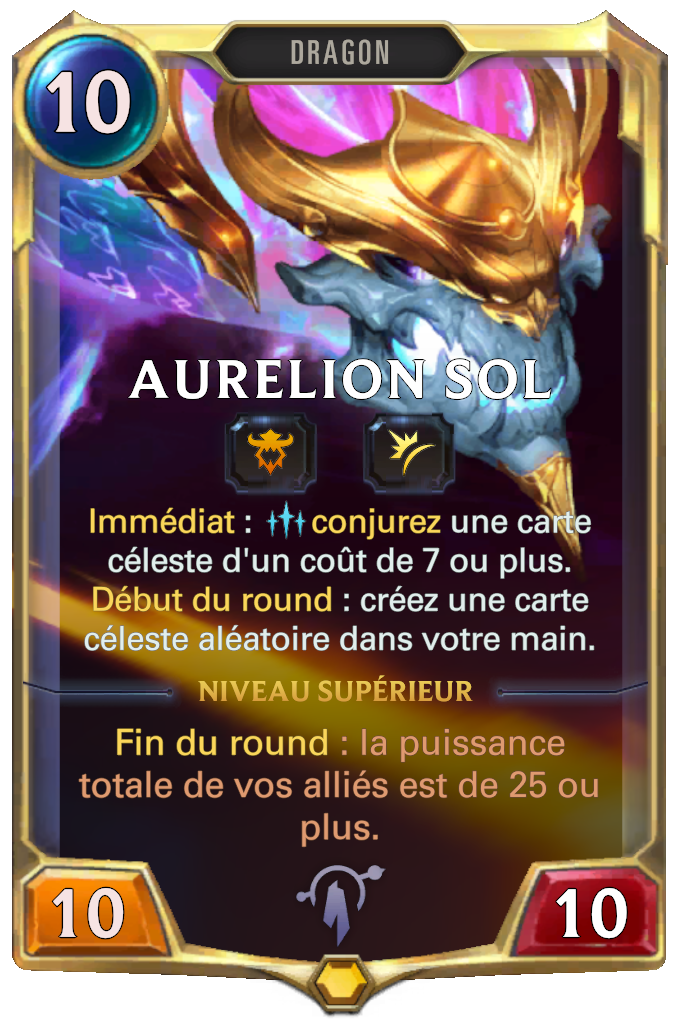 DRAGON
10
AURELION SOL
Immédiat : conjurez une carte
céleste d'un coût de 7 ou plus.
Début du round : créez une carte
céleste aléatoire dans votre main.
NIVEAU SUPÉRIEUR
Fin du round : la puissance
totale de vos alliés est de 25 ou
plus.
10
10